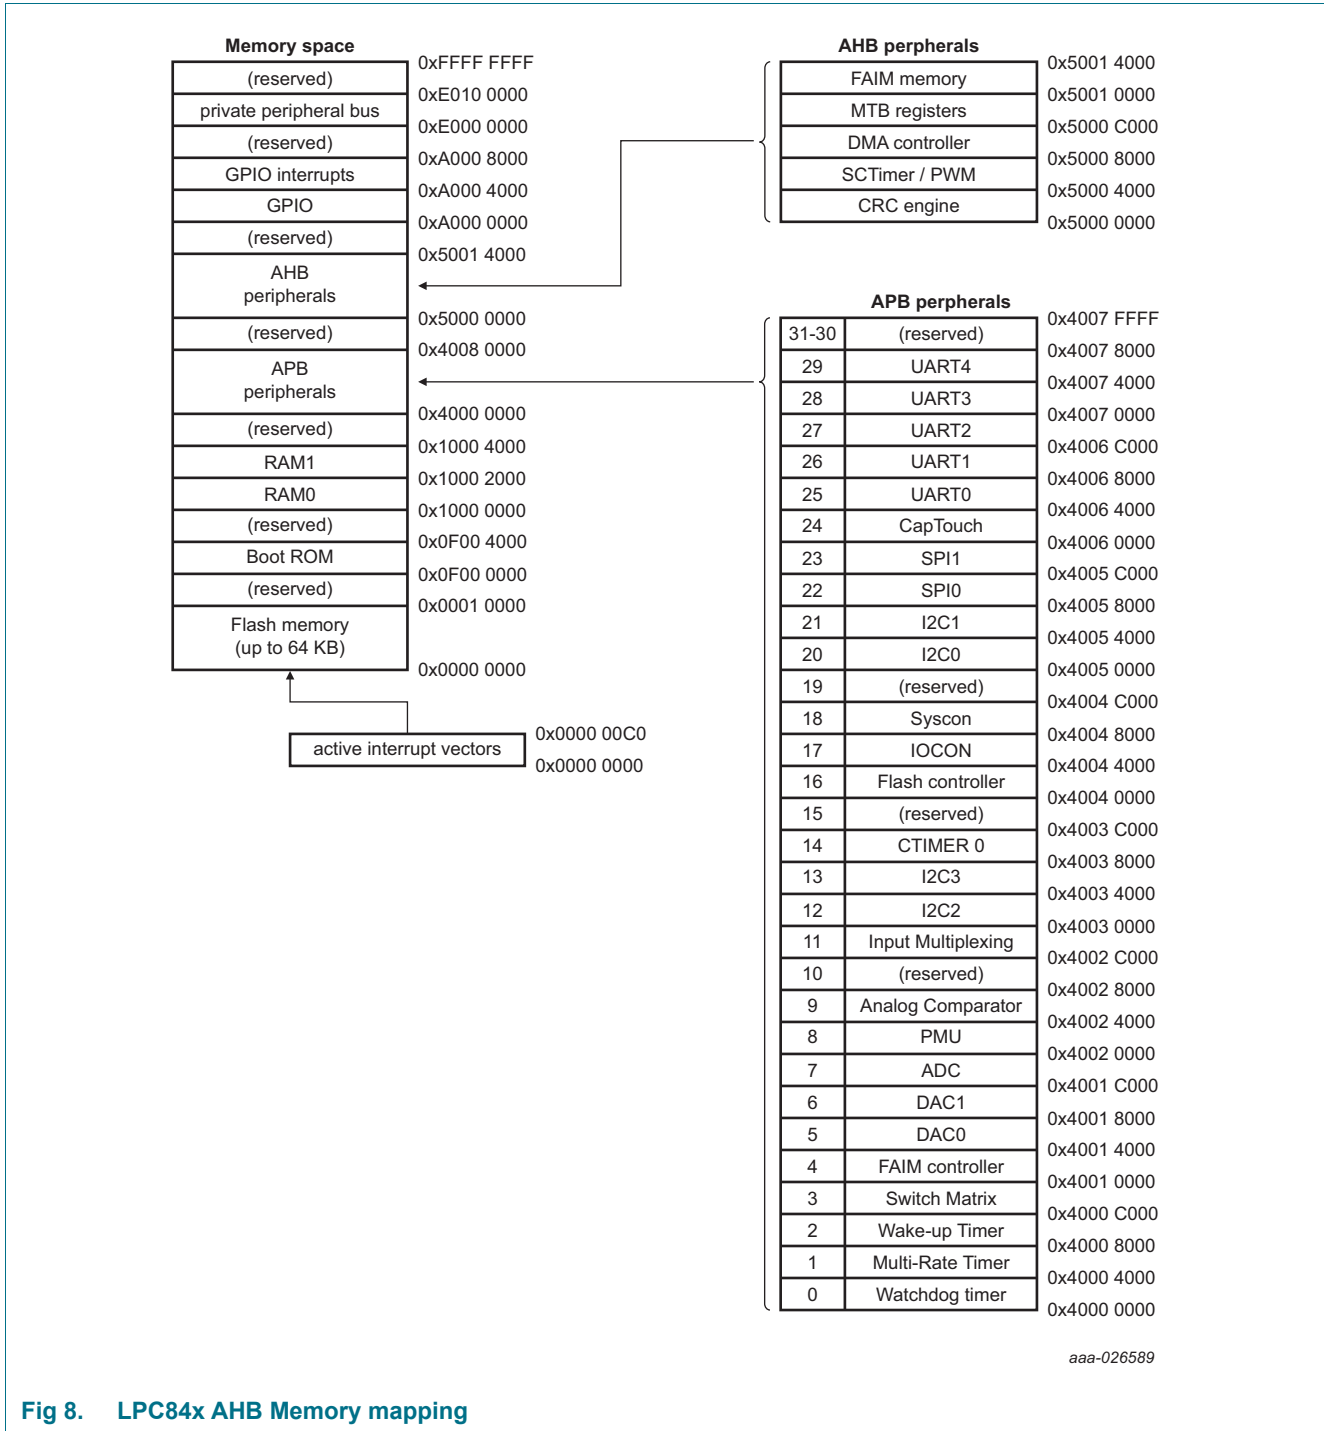 Memory space
0xFFFF FFFF
(reserved)
0xE010 0000
private peripheral bus
0xE000 0000
(reserved)
0xA000 8000
GPIO interrupts
0xA000 4000
GPIO
0xA000 0000
(reserved)
0x5001 4000
AHB
peripherals
0x5000 0000
(reserved)
0x4008 0000
APB
peripherals
0x4000 0000
(reserved)
0x1000 4000
RAM1
0x1000 2000
RAM0
0x1000 0000
(reserved)
0x0F00 4000
Boot ROM
0x0F00 0000
(reserved)
0x0001 0000
Flash memory
(up to 64 KB)
0x0000 0000
0x0000 00C0
active interrupt vectors
0x0000 0000
AHB perpherals
0x5001 4000
FAIM memory
0x5001 0000
MTB registers
0x5000 C000
DMA controller
0x5000 8000
SCTimer / PWM
0x5000 4000
CRC engine
0x5000 0000
APB perpherals
0x4007 FFFF
31-30 (reserved)
0x4007 8000
29 UART4
0x4007 4000
28 UART3
0x4007 0000
27 UART2
0x4006 C000
26 UART1
0x4006 8000
25 UART0
0x4006 4000
24 CapTouch
0x4006 0000
23 SPI1
0x4005 C000
22 SPI0
0x4005 8000
21 I2C1
0x4005 4000
20 I2C0
0x4005 0000
19 (reserved)
0x4004 C000
18 Syscon
0x4004 8000
17 IOCON
0x4004 4000
16 Flash controller
0x4004 0000
15 (reserved)
0x4003 C000
14 CTIMER 0
0x4003 8000
13 I2C3
0x4003 4000
12 I2C2
0x4003 0000
11 Input Multiplexing
0x4002 C000
10 (reserved)
0x4002 8000
9 Analog Comparator
0x4002 4000
8 PMU
0x4002 0000
7 ADC
0x4001 C000
6 DAC1
0x4001 8000
5 DAC0
0x4001 4000
4 FAIM controller
0x4001 0000
3 Switch Matrix
0x4000 C000
2 Wake-up Timer
0x4000 8000
1 Multi-Rate Timer
0x4000 4000
0 Watchdog timer
0x4000 0000
aaa-026589
Fig 8. LPC84x AHB Memory mapping